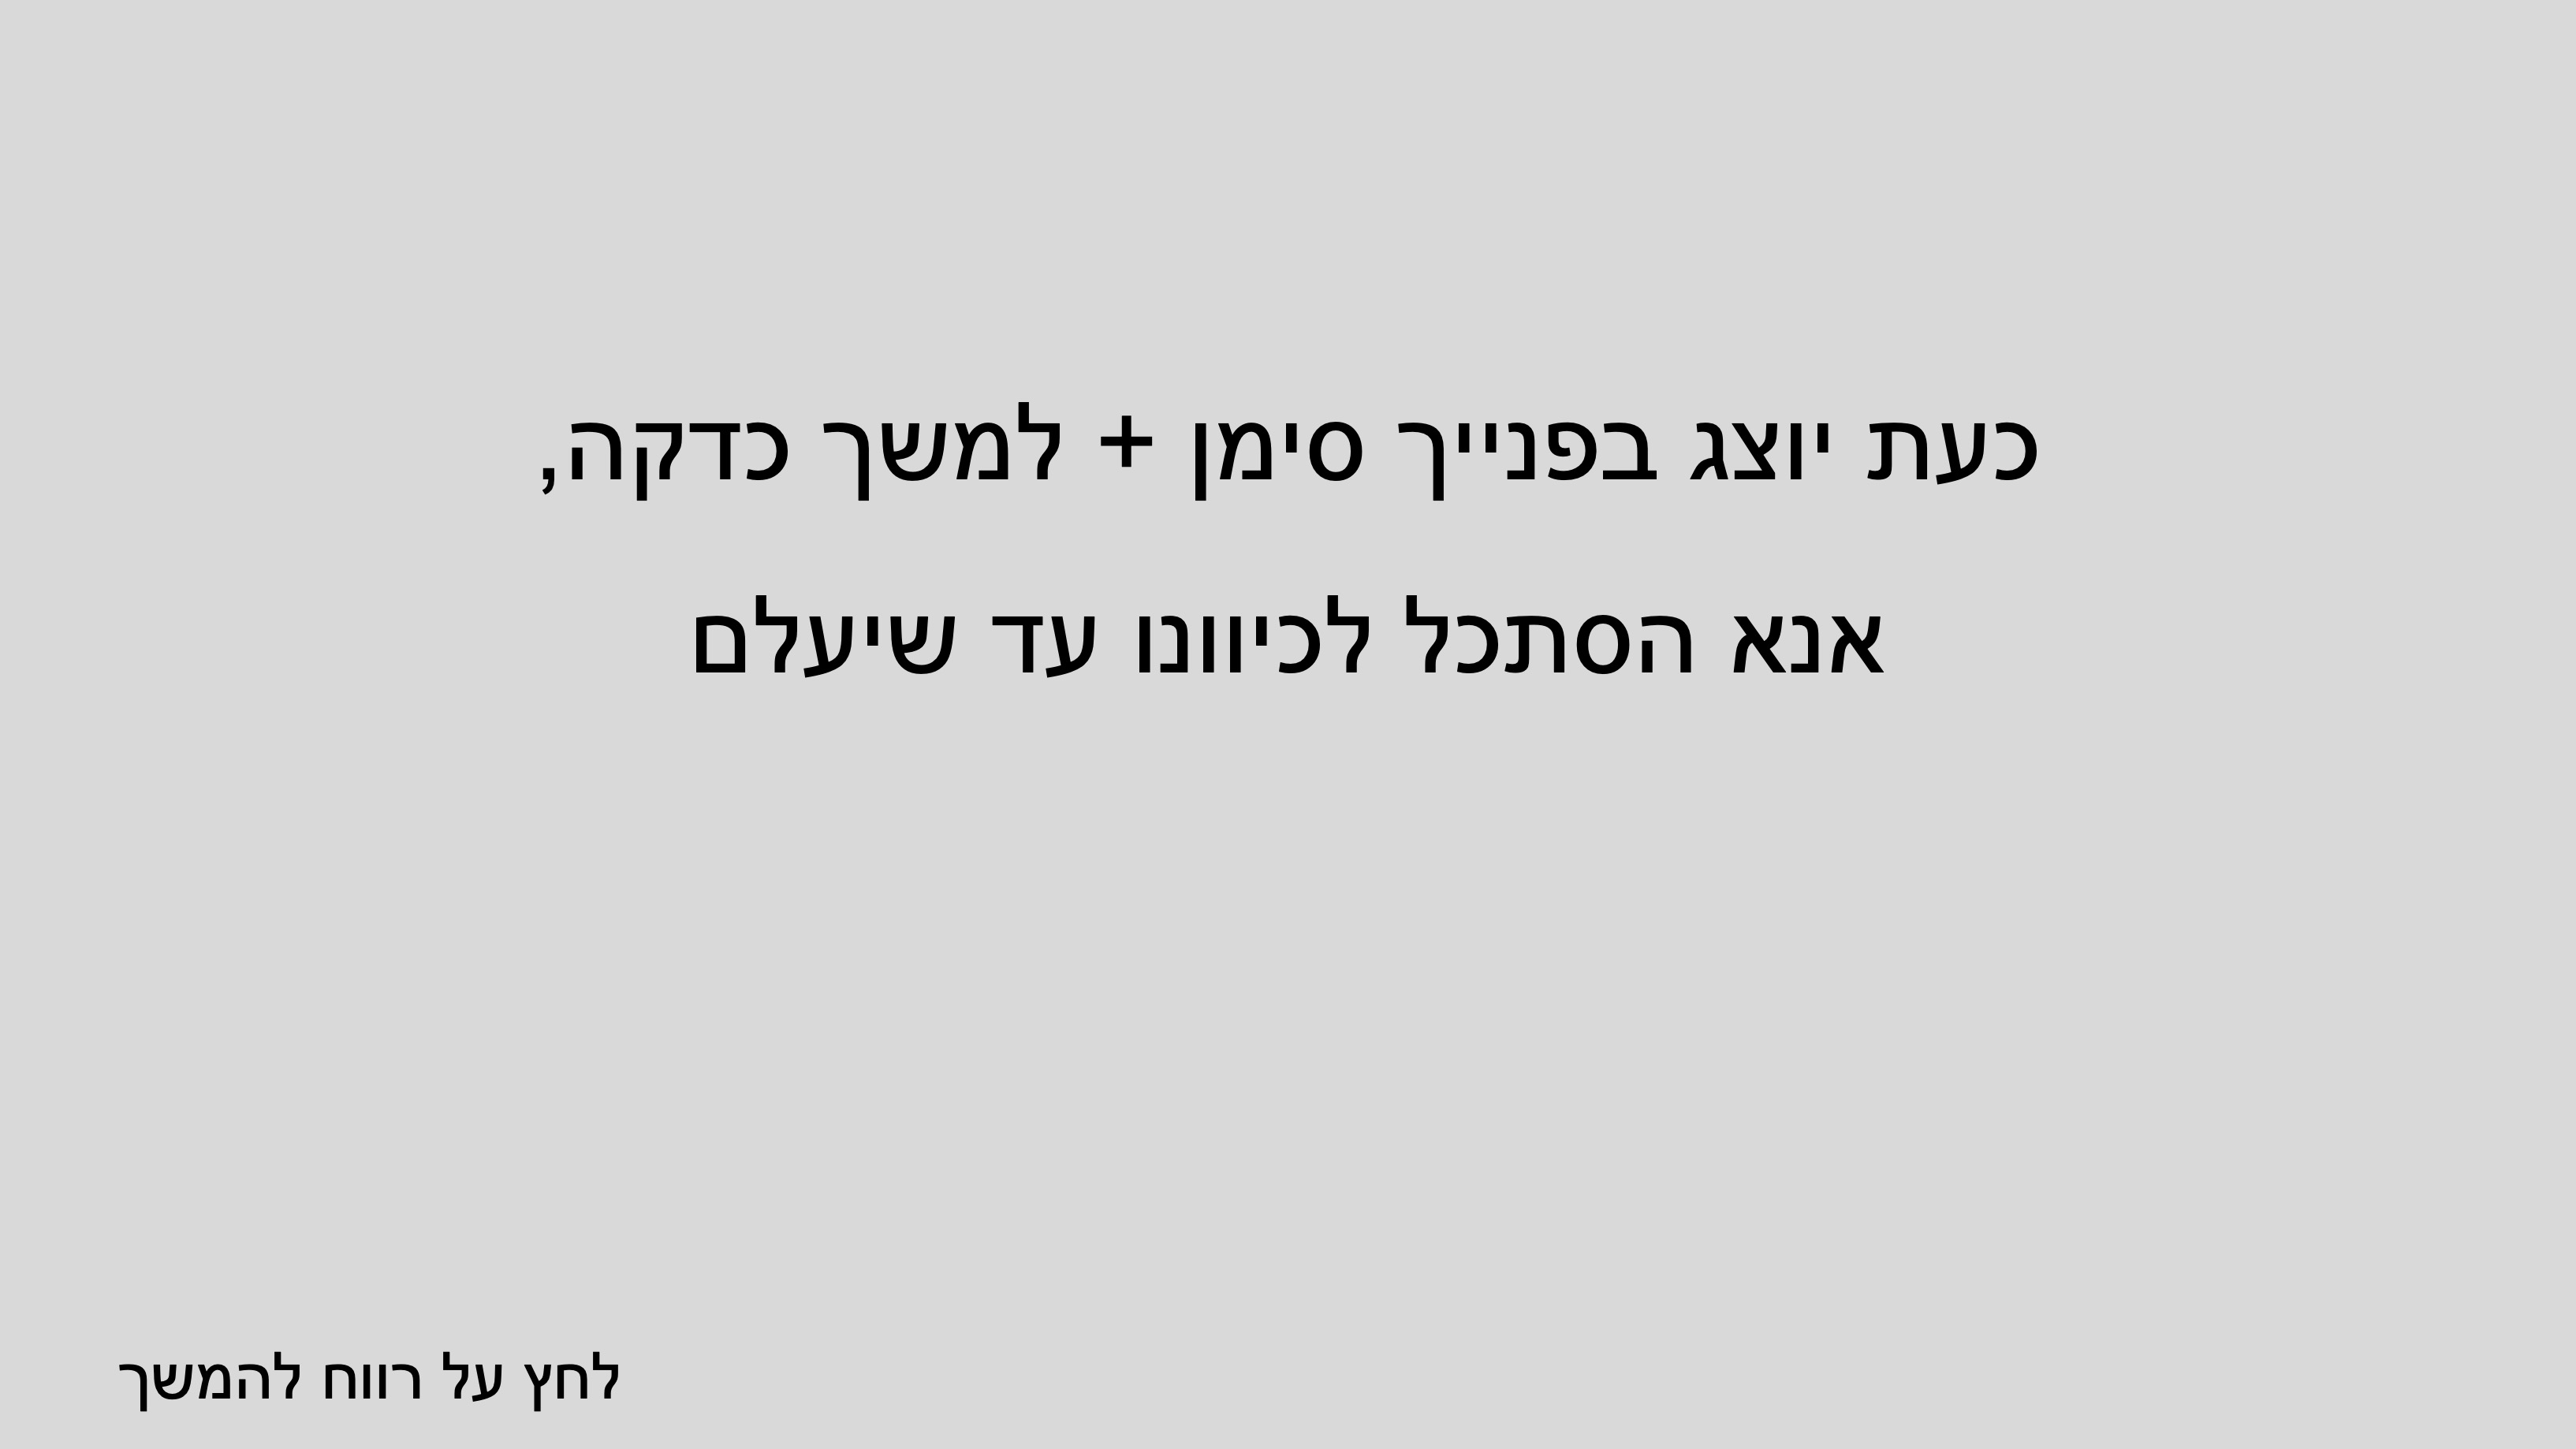 כעת יוצג בפנייך סימן + למשך כדקה,
אנא הסתכל לכיוונו עד שיעלם
לחץ על רווח להמשך